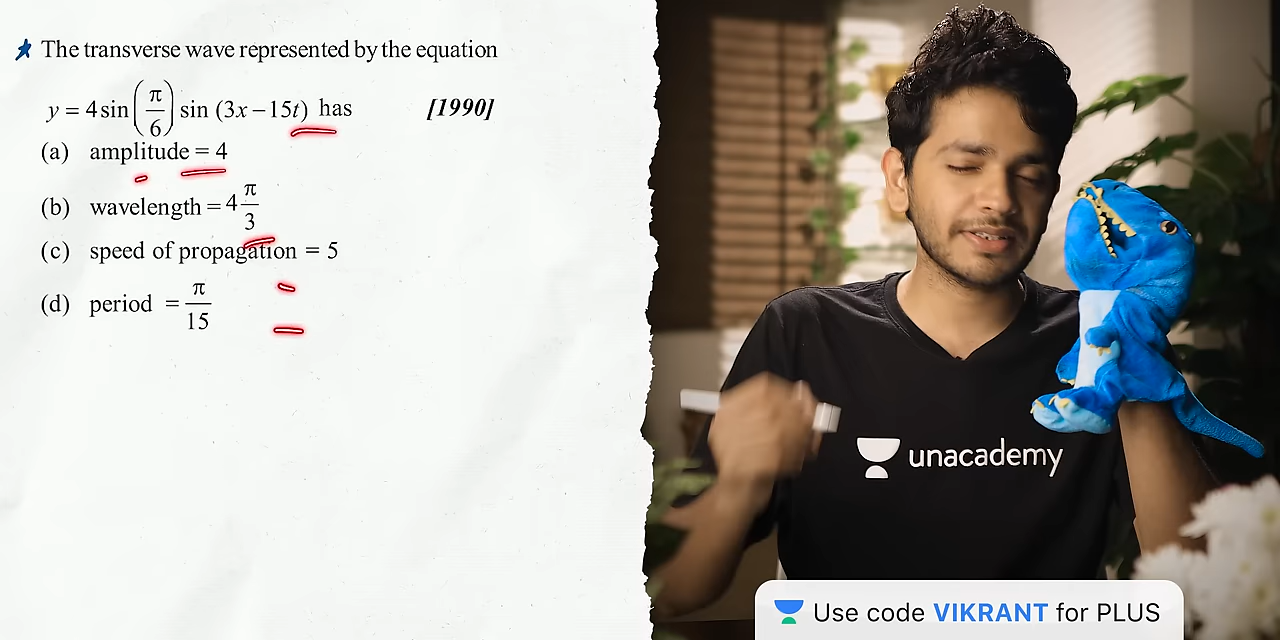 The transverse wave represented by the equation
y = 4 sin (π/6) sin (3x − 15t) has [1990]
(a) amplitude = 4
(b) wavelength = 4 π/3
(c) speed of propagation = 5
(d) period = π/15
unacademy
Use code VIKRANT for PLUS